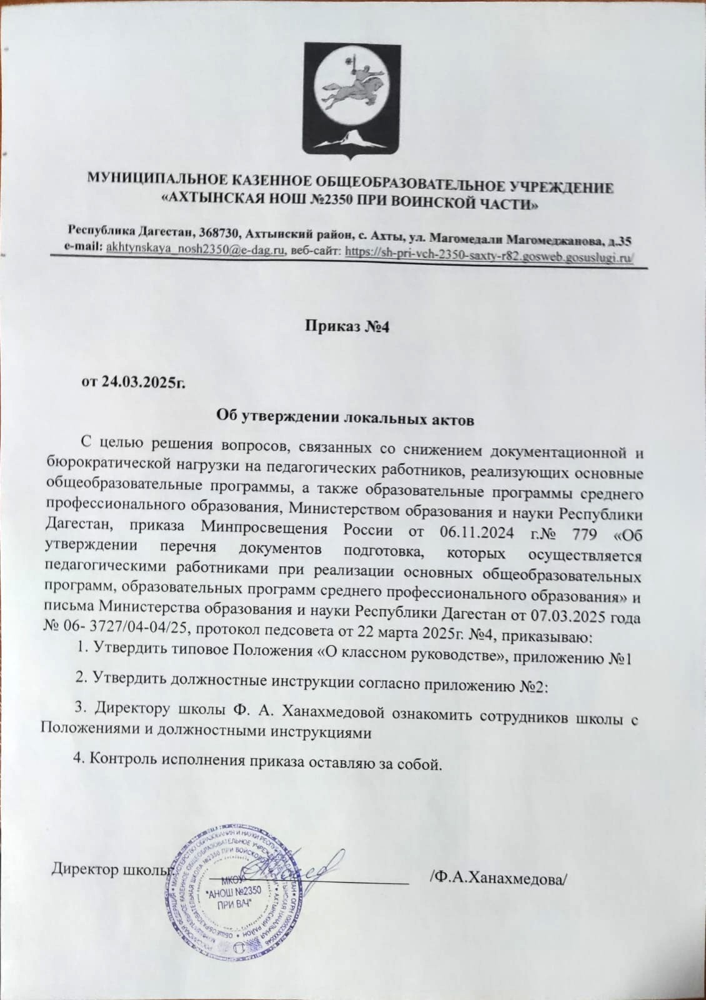 МУНИЦИПАЛЬНОЕ КАЗЕННОЕ ОБЩЕОБРАЗОВАТЕЛЬНОЕ УЧРЕЖДЕНИЕ
«АХТЫНСКАЯ НОШ №2350 ПРИ ВОИНСКОЙ ЧАСТИ»
Республика Дагестан, 368730, Ахтынский район, с. Ахты, ул. Магомедали Магомеджанова, д.35
e-mail: akhtynskaya_nosh2350@e-dag.ru, веб-сайт: https://sh-pri-vch-2350-saxty-r82.gosweb.gosuslugi.ru/
Приказ №4
от 24.03.2025г.
Об утверждении локальных актов
С целью решения вопросов, связанных со снижением документационной и
бюрократической нагрузки на педагогических работников, реализующих основные
общеобразовательные программы, а также образовательные программы среднего
профессионального образования, Министерством образования и науки Республики
Дагестан, приказа Минпросвещения России от 06.11.2024 г.№ 779 «Об
утверждении перечня документов подготовка, которых осуществляется
педагогическими работниками при реализации основных общеобразовательных
программ, образовательных программ среднего профессионального образования» и
письма Министерства образования и науки Республики Дагестан от 07.03.2025 года
№ 06- 3727/04-04/25, протокол педсовета от 22 марта 2025г. №4, приказываю:
1. Утвердить типовое Положения «О классном руководстве», приложению №1
2. Утвердить должностные инструкции согласно приложению №2:
3. Директору школы Ф. А. Ханахмедовой ознакомить сотрудников школы с
Положениями и должностными инструкциями
4. Контроль исполнения приказа оставляю за собой.
Директор школы: /Ф.А.Ханахмедова/
МКОУ
"АНОШ №2350
ПРИ В/Ч"